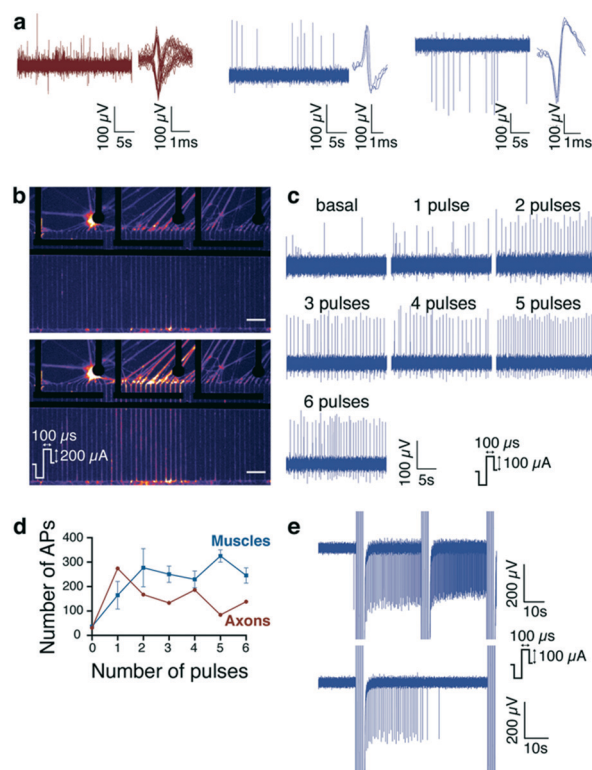 a
100 µV
5s
100 µV
1ms
100 µV
5s
100 µV
1ms
100 µV
5s
100 µV
1ms
b
100 µs
200 µA
c
basal
1 pulse
2 pulses
3 pulses
4 pulses
5 pulses
6 pulses
100 µV
5s
100 µs
100 µA
d
Number of APs
400
300
200
100
0
Muscles
Axons
0 1 2 3 4 5 6
Number of pulses
e
200 µV
10s
100 µs
100 µA
200 µV
10s